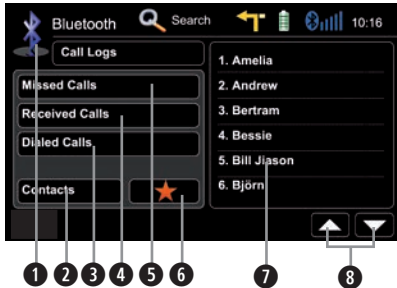 Bluetooth
Search
10:16
Call Logs
Missed Calls
Received Calls
Dialed Calls
Contacts
1. Amelia
2. Andrew
3. Bertram
4. Bessie
5. Bill Jiason
6. Björn
1 2 3 4 5 6 7 8